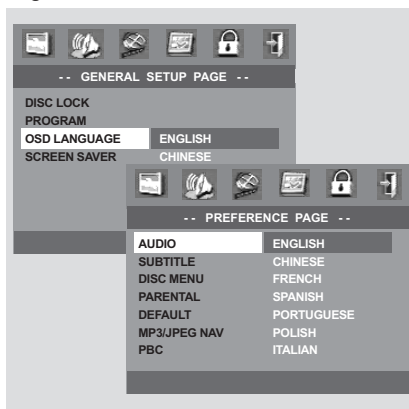 -- GENERAL SETUP PAGE --
DISC LOCK
PROGRAM
OSD LANGUAGE ENGLISH
SCREEN SAVER CHINESE
-- PREFERENCE PAGE --
AUDIO ENGLISH
SUBTITLE CHINESE
DISC MENU FRENCH
PARENTAL SPANISH
DEFAULT PORTUGUESE
MP3/JPEG NAV POLISH
PBC ITALIAN